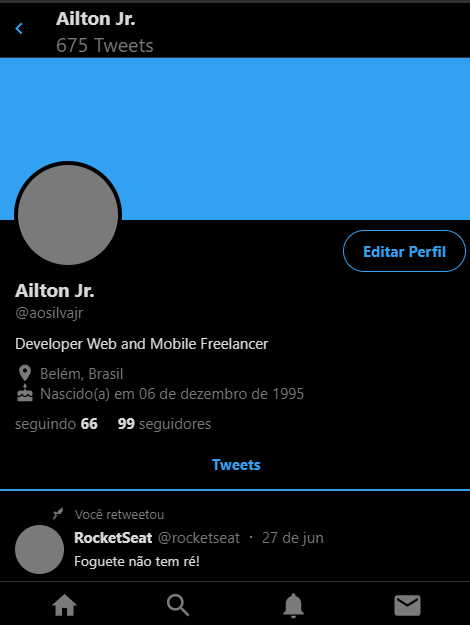 Ailton Jr.
675 Tweets
Editar Perfil
Ailton Jr.
@aosilvajr
Developer Web and Mobile Freelancer
Belém, Brasil
Nascido(a) em 06 de dezembro de 1995
seguindo 66 99 seguidores
Tweets
Você retweetou
RocketSeat @rocketseat · 27 de jun
Foguete não tem ré!